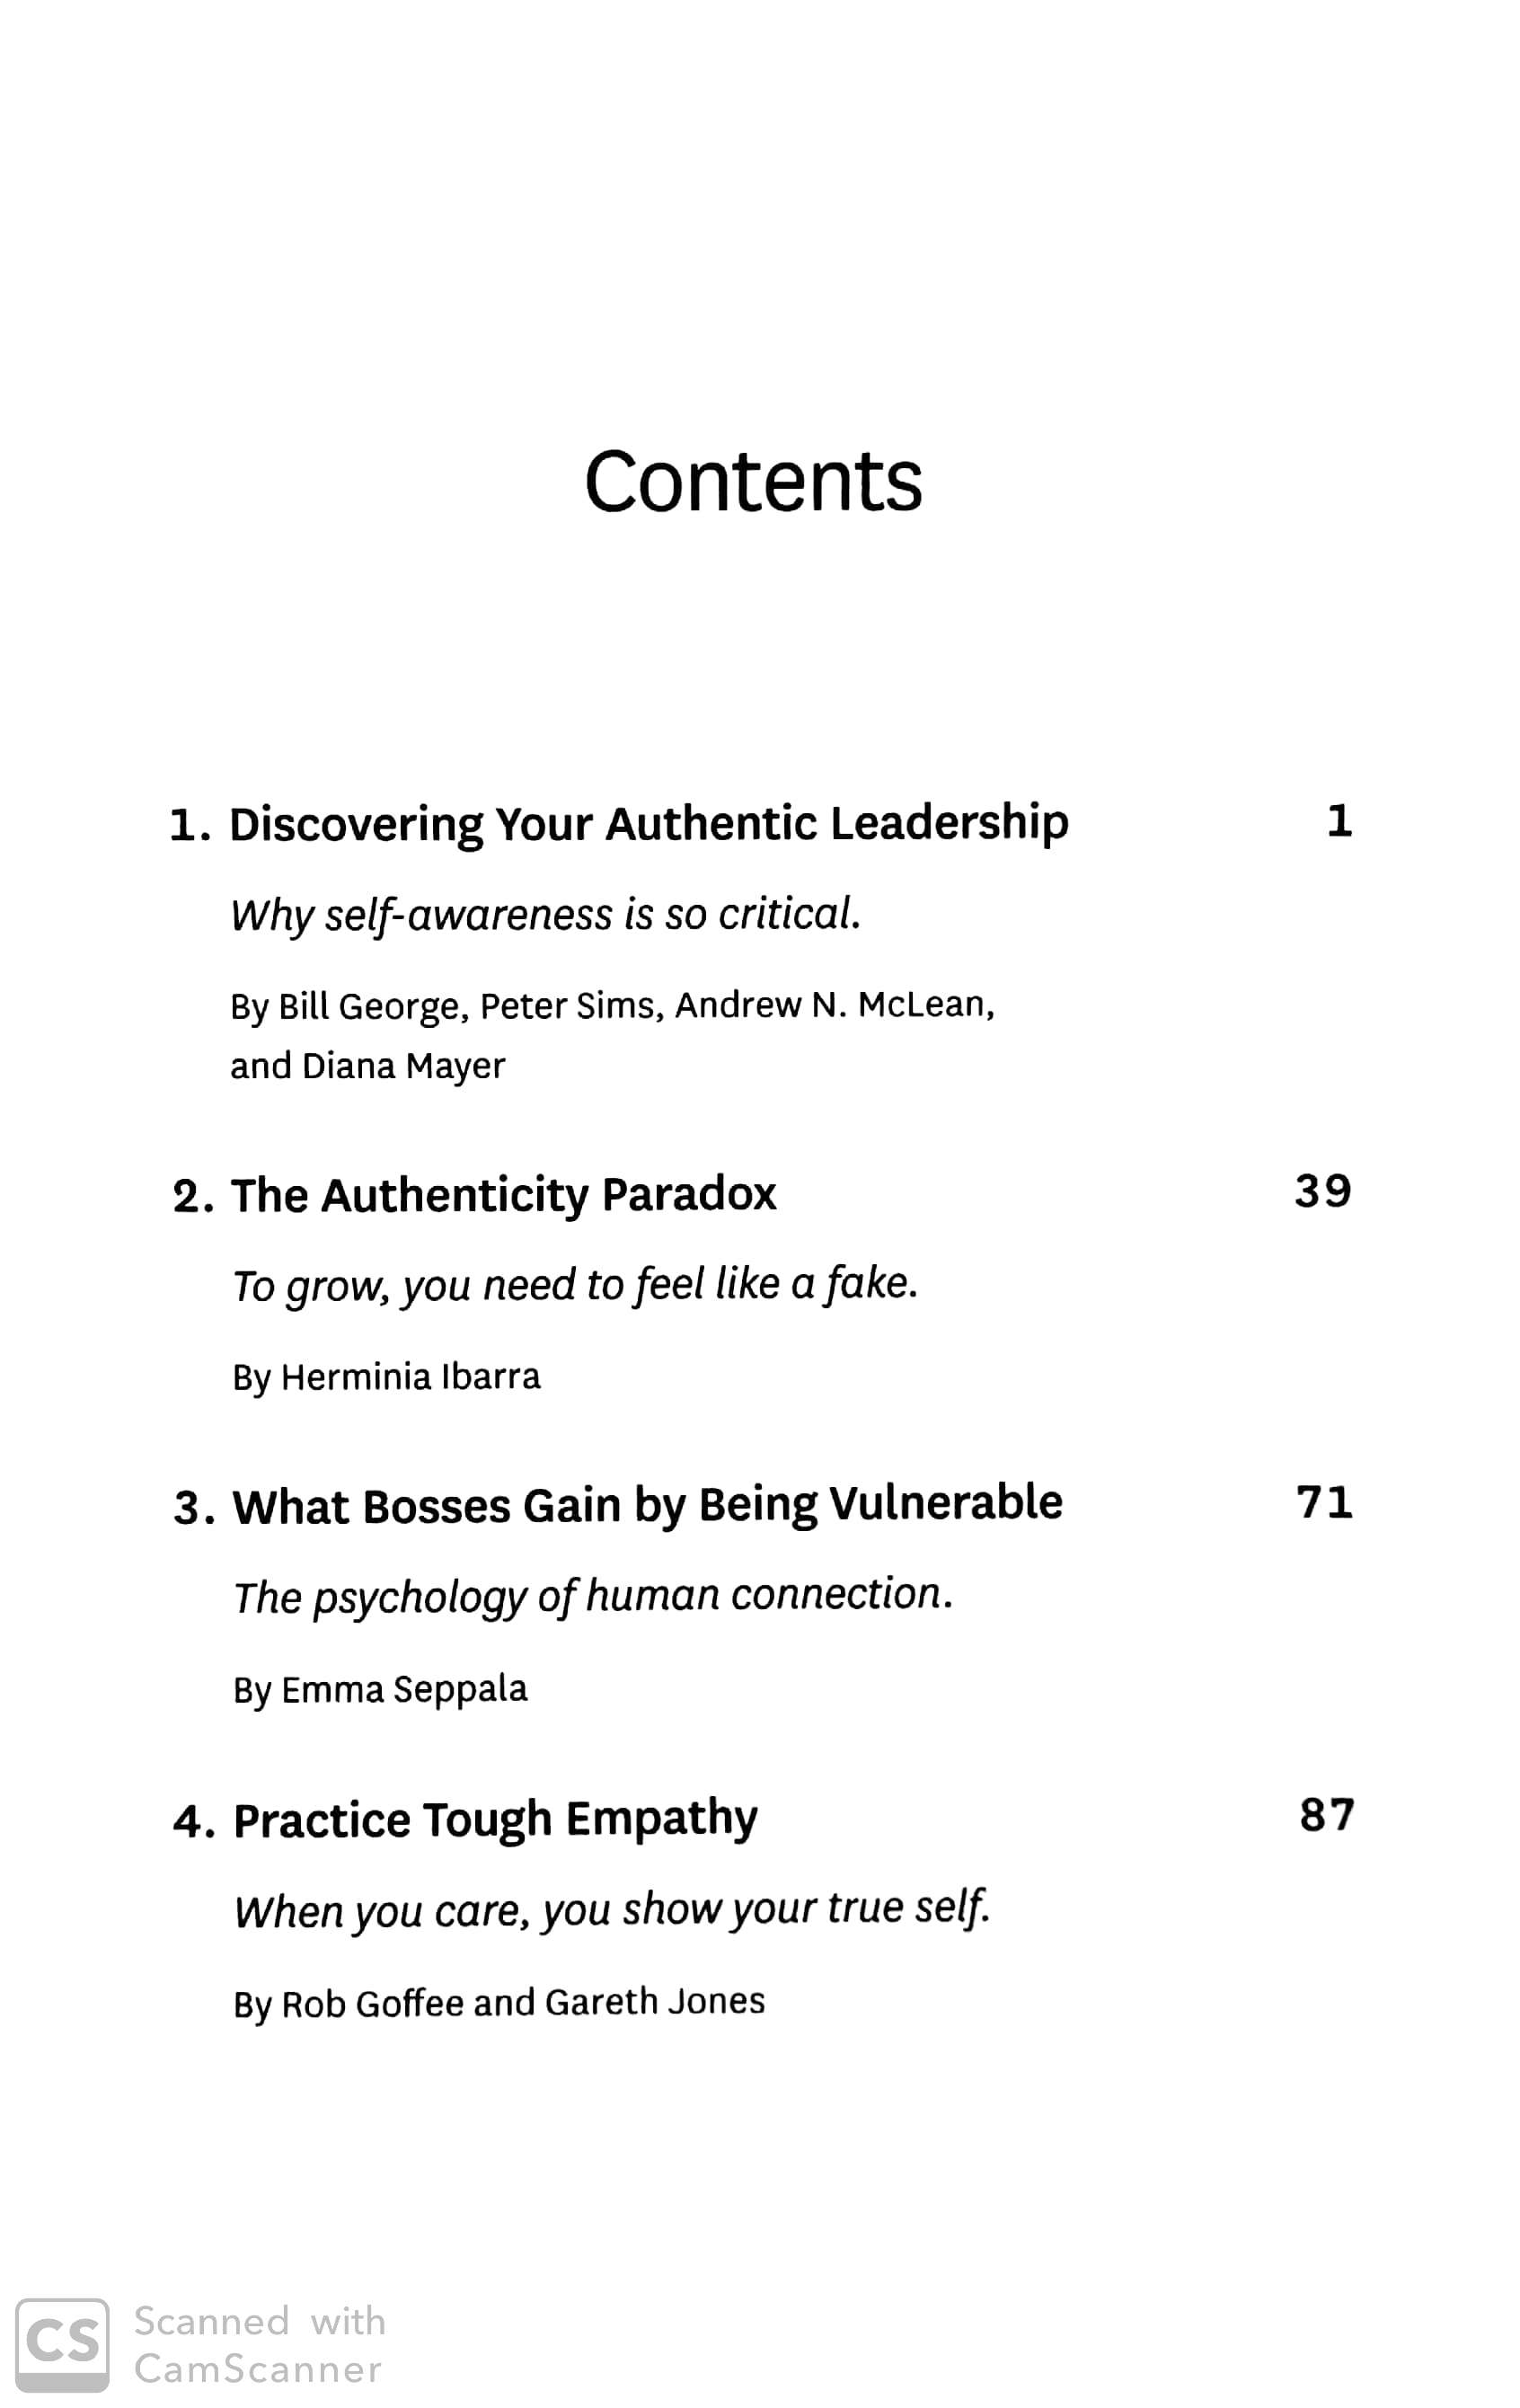 Contents
1. Discovering Your Authentic Leadership 1
Why self-awareness is so critical.
By Bill George, Peter Sims, Andrew N. McLean,
and Diana Mayer
2. The Authenticity Paradox 39
To grow, you need to feel like a fake.
By Herminia Ibarra
3. What Bosses Gain by Being Vulnerable 71
The psychology of human connection.
By Emma Seppala
4. Practice Tough Empathy 87
When you care, you show your true self.
By Rob Goffee and Gareth Jones
CS Scanned with
CamScanner